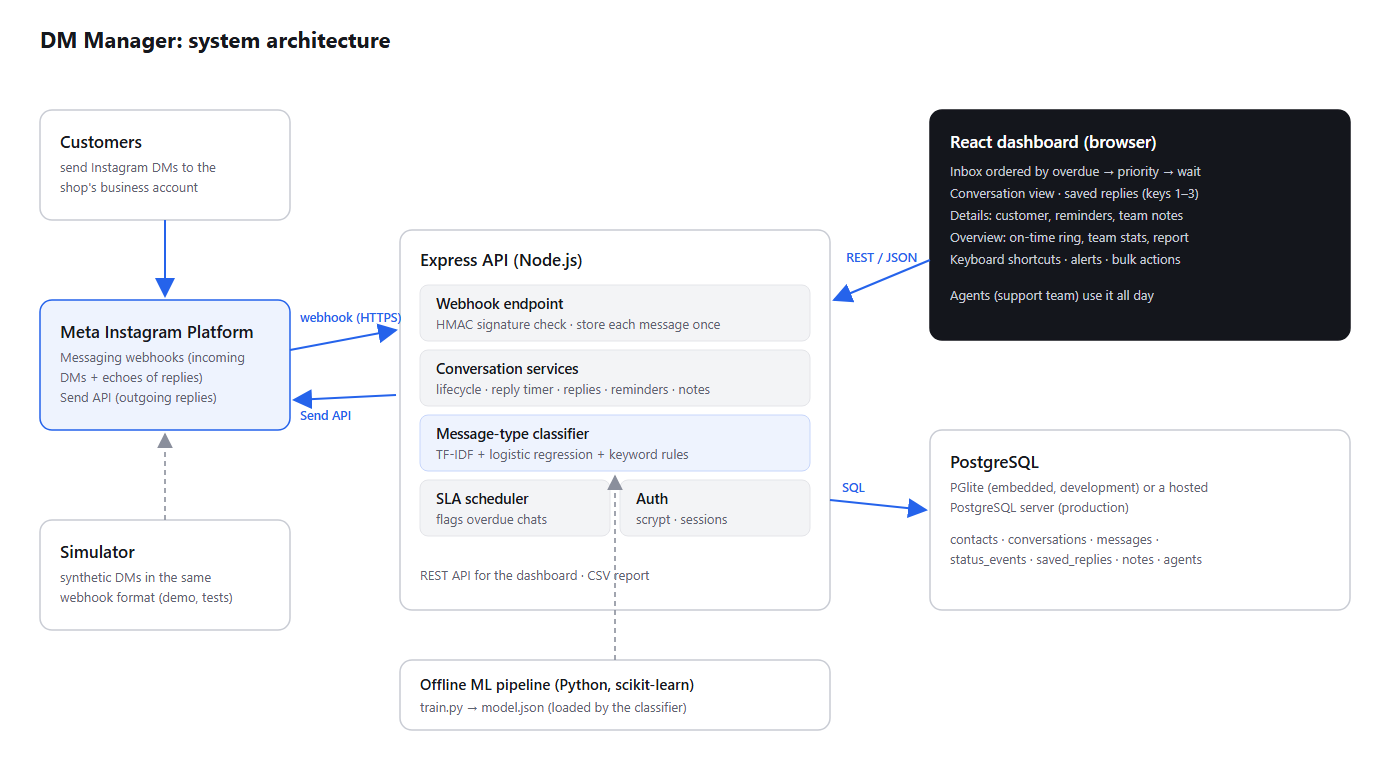 DM Manager: system architecture
Customers
send Instagram DMs to the
shop's business account
Meta Instagram Platform
Messaging webhooks (incoming
DMs + echoes of replies)
Send API (outgoing replies)
Simulator
synthetic DMs in the same
webhook format (demo, tests)
webhook (HTTPS)
Send API
Express API (Node.js)
Webhook endpoint
HMAC signature check · store each message once
Conversation services
lifecycle · reply timer · replies · reminders · notes
Message-type classifier
TF-IDF + logistic regression + keyword rules
SLA scheduler
flags overdue chats
Auth
scrypt · sessions
REST API for the dashboard · CSV report
Offline ML pipeline (Python, scikit-learn)
train.py → model.json (loaded by the classifier)
REST / JSON
SQL
React dashboard (browser)
Inbox ordered by overdue → priority → wait
Conversation view · saved replies (keys 1–3)
Details: customer, reminders, team notes
Overview: on-time ring, team stats, report
Keyboard shortcuts · alerts · bulk actions
Agents (support team) use it all day
PostgreSQL
PGlite (embedded, development) or a hosted
PostgreSQL server (production)
contacts · conversations · messages ·
status_events · saved_replies · notes · agents